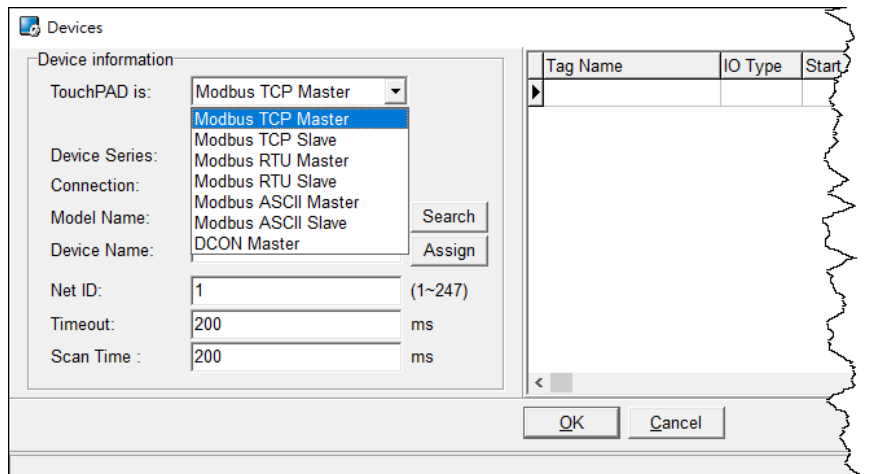 Devices
Device information
TouchPAD is: Modbus TCP Master
Modbus TCP Master
Modbus TCP Slave
Device Series: Modbus RTU Master
Connection: Modbus RTU Slave
Modbus ASCII Master
Model Name: Modbus ASCII Slave Search
Device Name: DCON Master Assign
Net ID: 1 (1~247)
Timeout: 200 ms
Scan Time : 200 ms
Tag Name IO Type Start
OK Cancel